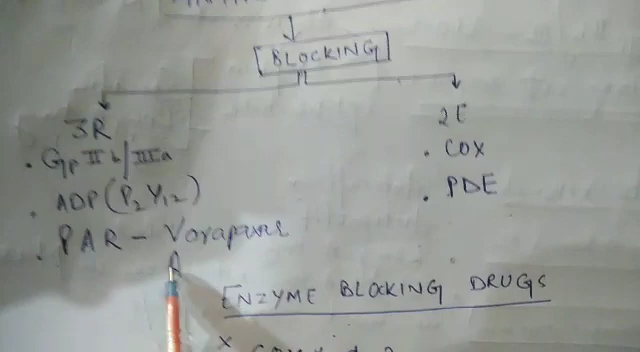 [BLOCKING]
3R
2E
. Gp IIb/IIIa
. COX
. ADP (P2Y12)
. PDE
. PAR - Vorapaxar
ENZYME BLOCKING DRUGS